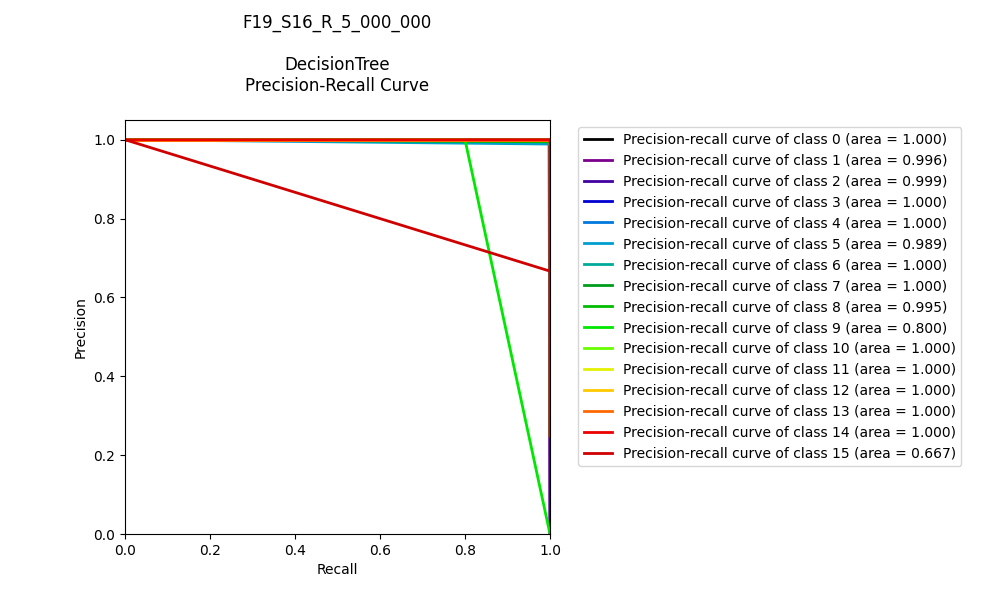 F19_S16_R_5_000_000
DecisionTree
Precision-Recall Curve
Precision
1.0
0.8
0.6
0.4
0.2
0.0
0.0 0.2 0.4 0.6 0.8 1.0
Recall
Precision-recall curve of class 0 (area = 1.000)
Precision-recall curve of class 1 (area = 0.996)
Precision-recall curve of class 2 (area = 0.999)
Precision-recall curve of class 3 (area = 1.000)
Precision-recall curve of class 4 (area = 1.000)
Precision-recall curve of class 5 (area = 0.989)
Precision-recall curve of class 6 (area = 1.000)
Precision-recall curve of class 7 (area = 1.000)
Precision-recall curve of class 8 (area = 0.995)
Precision-recall curve of class 9 (area = 0.800)
Precision-recall curve of class 10 (area = 1.000)
Precision-recall curve of class 11 (area = 1.000)
Precision-recall curve of class 12 (area = 1.000)
Precision-recall curve of class 13 (area = 1.000)
Precision-recall curve of class 14 (area = 1.000)
Precision-recall curve of class 15 (area = 0.667)